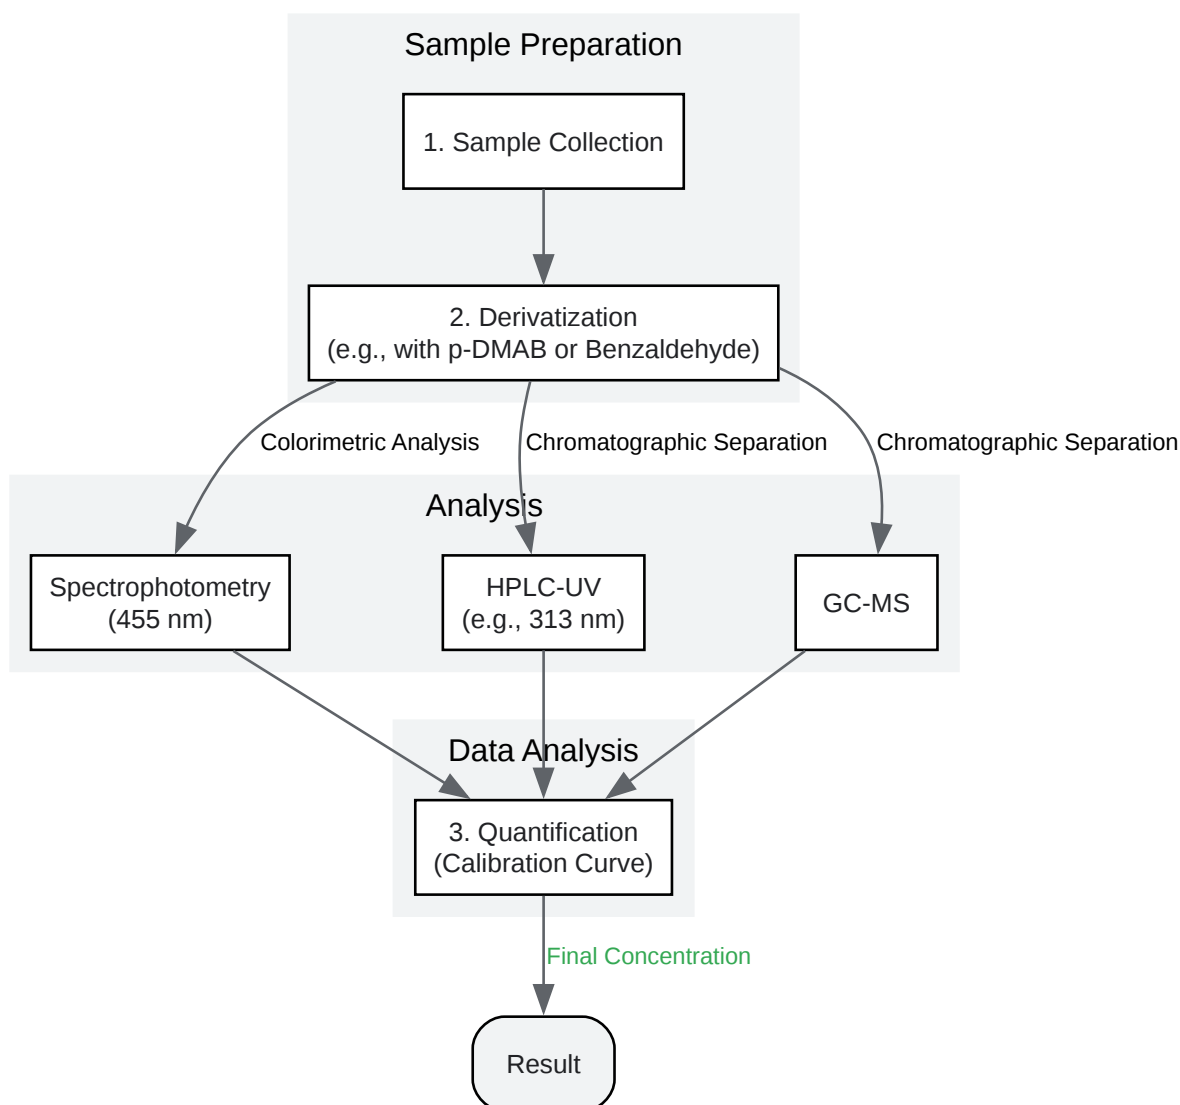 Sample Preparation
1. Sample Collection
2. Derivatization
(e.g., with p-DMAB or Benzaldehyde)
Colorimetric Analysis
Chromatographic Separation
Chromatographic Separation
Analysis
Spectrophotometry
(455 nm)
HPLC-UV
(e.g., 313 nm)
GC-MS
Data Analysis
3. Quantification
(Calibration Curve)
Final Concentration
Result